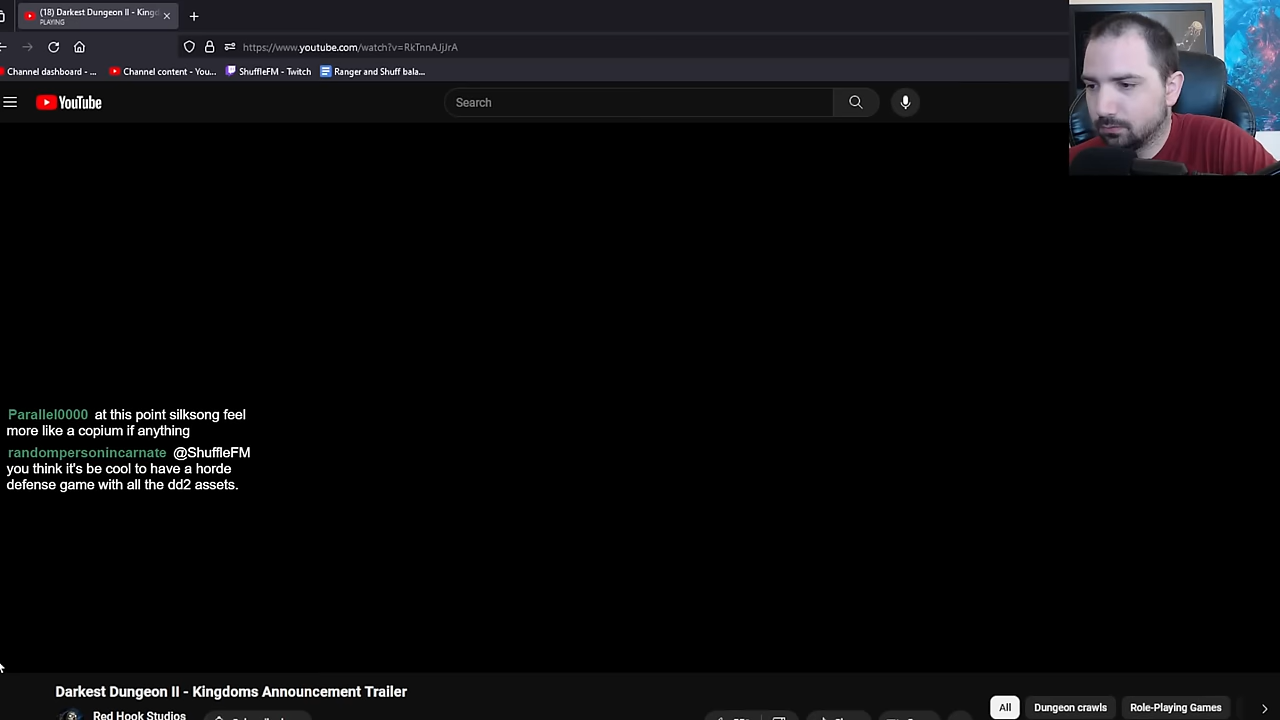 (18) Darkest Dungeon II - Kingd
PLAYING
https://www.youtube.com/watch?v=RkTnnAJjJrA
Channel dashboard - ...
Channel content - You...
ShuffleFM - Twitch
Ranger and Shuff bala...
YouTube
Search
Parallel0000 at this point silksong feel
more like a copium if anything
randompersonincarnate @ShuffleFM
you think it's be cool to have a horde
defense game with all the dd2 assets.
Darkest Dungeon II - Kingdoms Announcement Trailer
Red Hook Studios
All
Dungeon crawls
Role-Playing Games